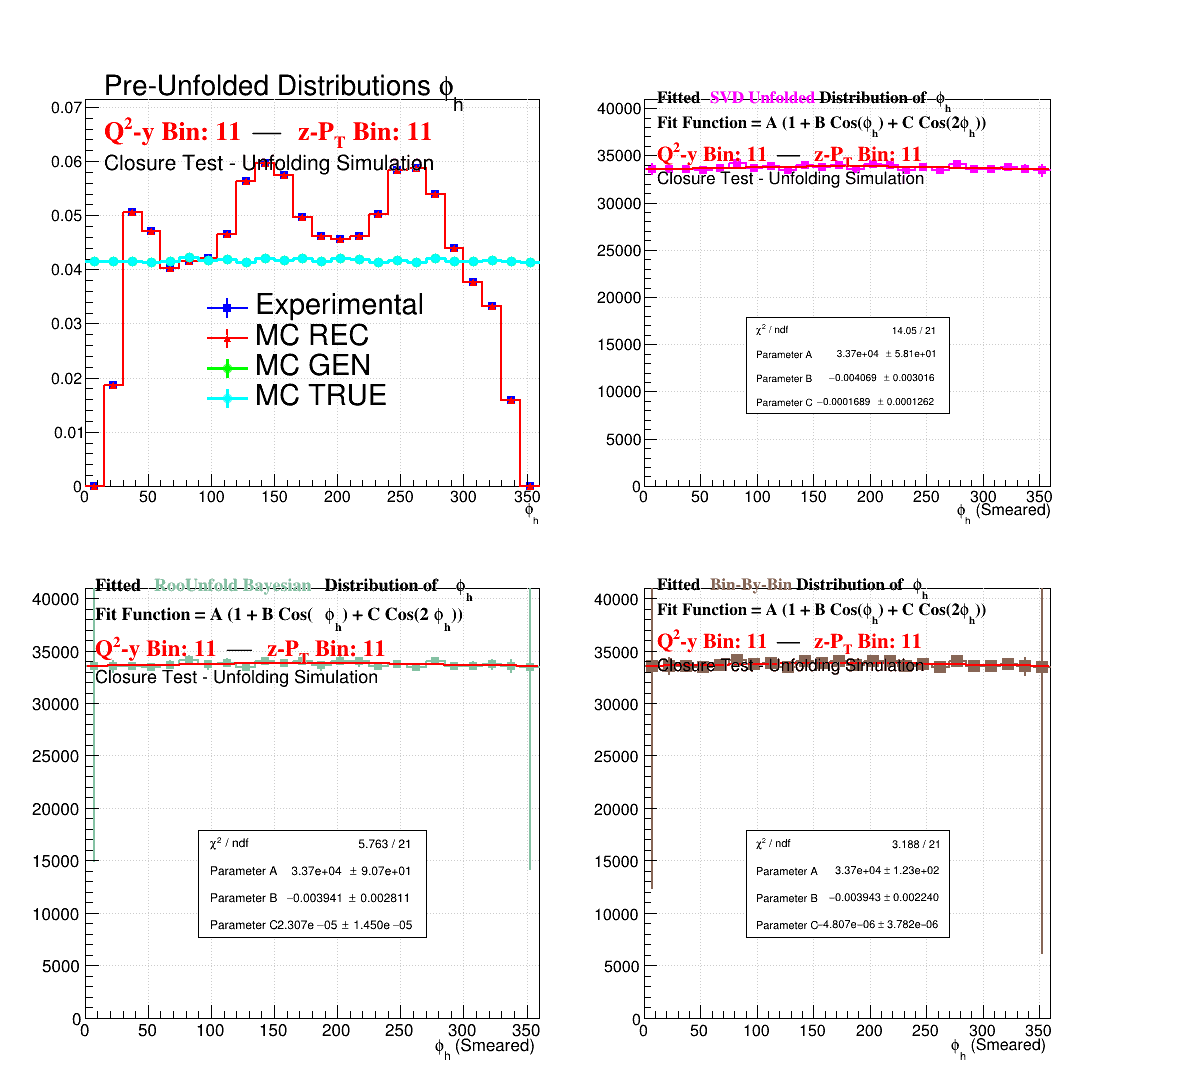 Pre-Unfolded Distributions ϕh
Q2-y Bin: 11 — z-PT Bin: 11
Closure Test - Unfolding Simulation
0.07
0.06
0.05
0.04
0.03
0.02
0.01
0
Experimental
MC REC
MC GEN
MC TRUE
0 50 100 150 200 250 300 350
ϕh
Fitted SVD Unfolded Distribution of ϕh
Fit Function = A (1 + B Cos(ϕh) + C Cos(2ϕh))
Q2-y Bin: 11 — z-PT Bin: 11
Closure Test - Unfolding Simulation
40000
35000
30000
25000
20000
15000
10000
5000
0
χ2 / ndf 14.05 / 21
Parameter A 3.37e+04 ± 5.81e+01
Parameter B −0.004069 ± 0.003016
Parameter C −0.0001689 ± 0.0001262
0 50 100 150 200 250 300 350
ϕh (Smeared)
Fitted RooUnfold Bayesian Distribution of ϕh
Fit Function = A (1 + B Cos( ϕh) + C Cos(2 ϕh))
Q2-y Bin: 11 — z-PT Bin: 11
Closure Test - Unfolding Simulation
40000
35000
30000
25000
20000
15000
10000
5000
0
χ2 / ndf 5.763 / 21
Parameter A 3.37e+04 ± 9.07e+01
Parameter B −0.003941 ± 0.002811
Parameter C 2.307e−05 ± 1.450e−05
0 50 100 150 200 250 300 350
ϕh (Smeared)
Fitted Bin-By-Bin Distribution of ϕh
Fit Function = A (1 + B Cos(ϕh) + C Cos(2ϕh))
Q2-y Bin: 11 — z-PT Bin: 11
Closure Test - Unfolding Simulation
40000
35000
30000
25000
20000
15000
10000
5000
0
χ2 / ndf 3.188 / 21
Parameter A 3.37e+04 ± 1.23e+02
Parameter B −0.003943 ± 0.002240
Parameter C −4.807e−06 ± 3.782e−06
0 50 100 150 200 250 300 350
ϕh (Smeared)